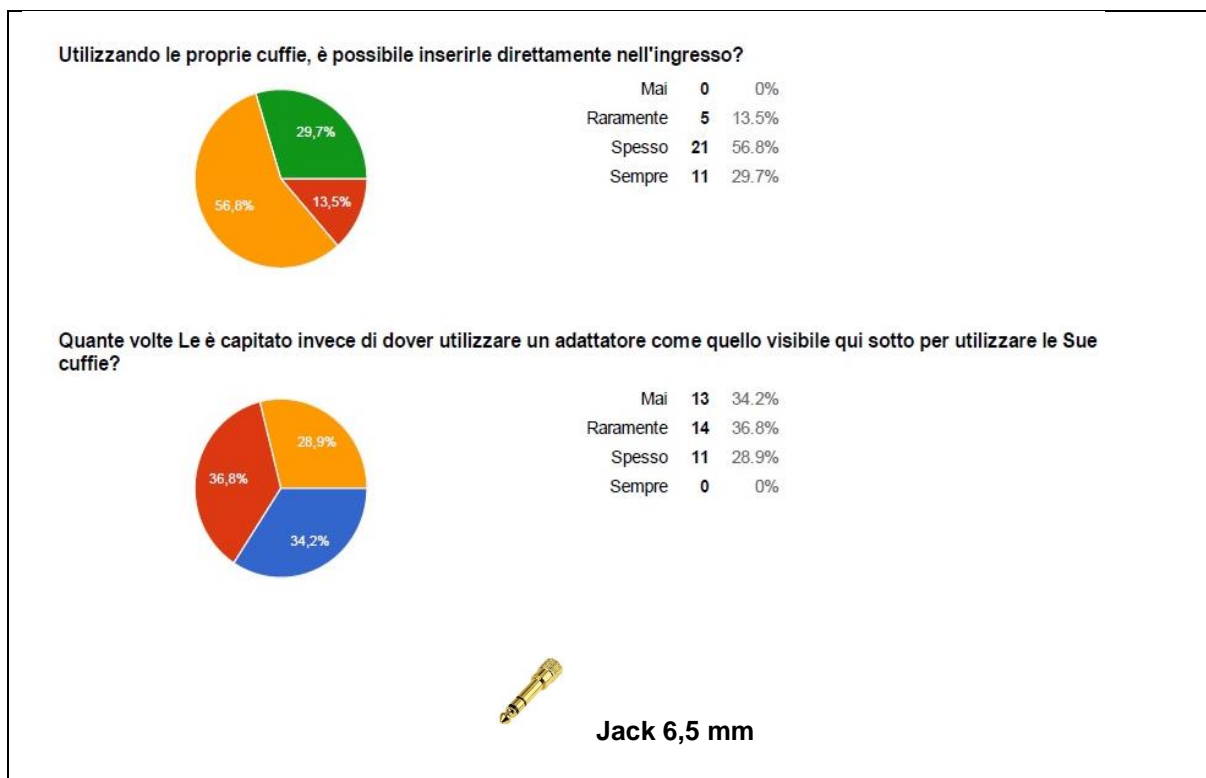 Utilizzando le proprie cuffie, è possibile inserirle direttamente nell'ingresso?
Mai 0 0%
Raramente 5 13.5%
Spesso 21 56.8%
Sempre 11 29.7%
29,7%
56,8%
13,5%
Quante volte Le è capitato invece di dover utilizzare un adattatore come quello visibile qui sotto per utilizzare le Sue
cuffie?
Mai 13 34.2%
Raramente 14 36.8%
Spesso 11 28.9%
Sempre 0 0%
28,9%
36,8%
34,2%
Jack 6,5 mm